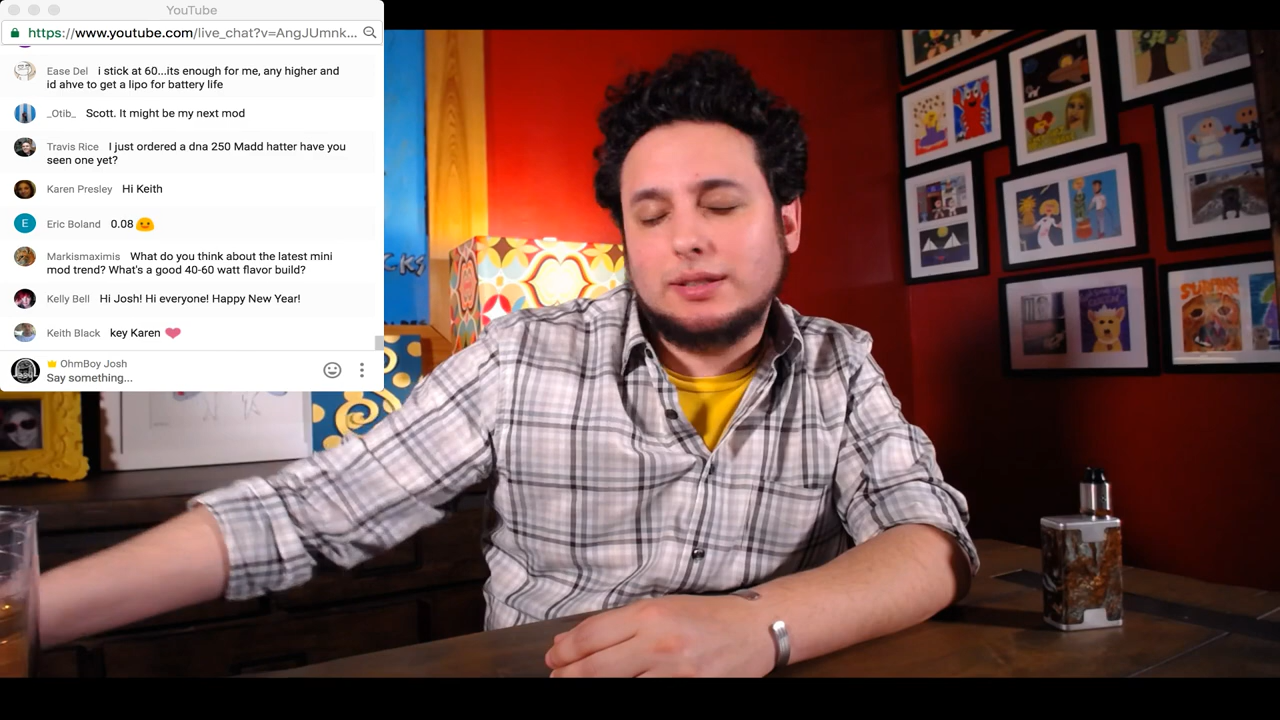 YouTube
https://www.youtube.com/live_chat?v=AngJUmnk...
Ease Del i stick at 60...its enough for me, any higher and
id ahve to get a lipo for battery life
_Otib_ Scott. It might be my next mod
Travis Rice I just ordered a dna 250 Madd hatter have you
seen one yet?
Karen Presley Hi Keith
E Eric Boland 0.08
Markismaximis What do you think about the latest mini
mod trend? What's a good 40-60 watt flavor build?
Kelly Bell Hi Josh! Hi everyone! Happy New Year!
Keith Black key Karen ❤
OhmBoy Josh
Say something...
CKS
SURPRISE